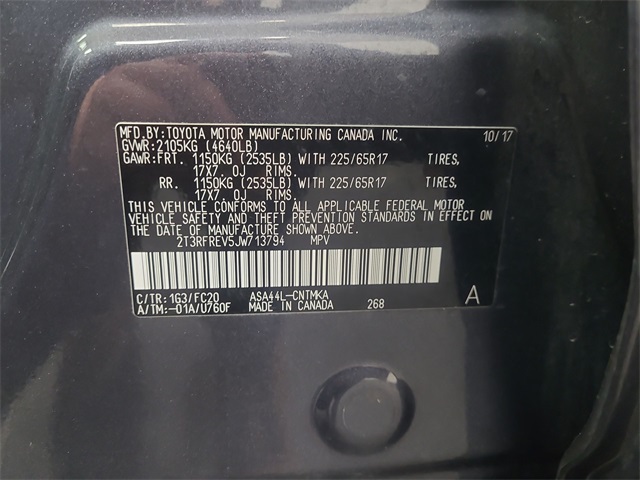 MFD.BY:TOYOTA MOTOR MANUFACTURING CANADA INC. 10/17
GVWR:2105KG (4640LB)
GAWR:FRT. 1150KG (2535LB) WITH 225/65R17 TIRES,
17X7.0J RIMS.
RR. 1150KG (2535LB) WITH 225/65R17 TIRES,
17X7.0J RIMS.
THIS VEHICLE CONFORMS TO ALL APPLICABLE FEDERAL MOTOR
VEHICLE SAFETY AND THEFT PREVENTION STANDARDS IN EFFECT ON
THE DATE OF MANUFACTURE SHOWN ABOVE.
2T3RFREV5JW713794 MPV
C/TR:1G3/FC20 ASA44L-CNTMKA
A/TM:-01A/U760F MADE IN CANADA 268 A